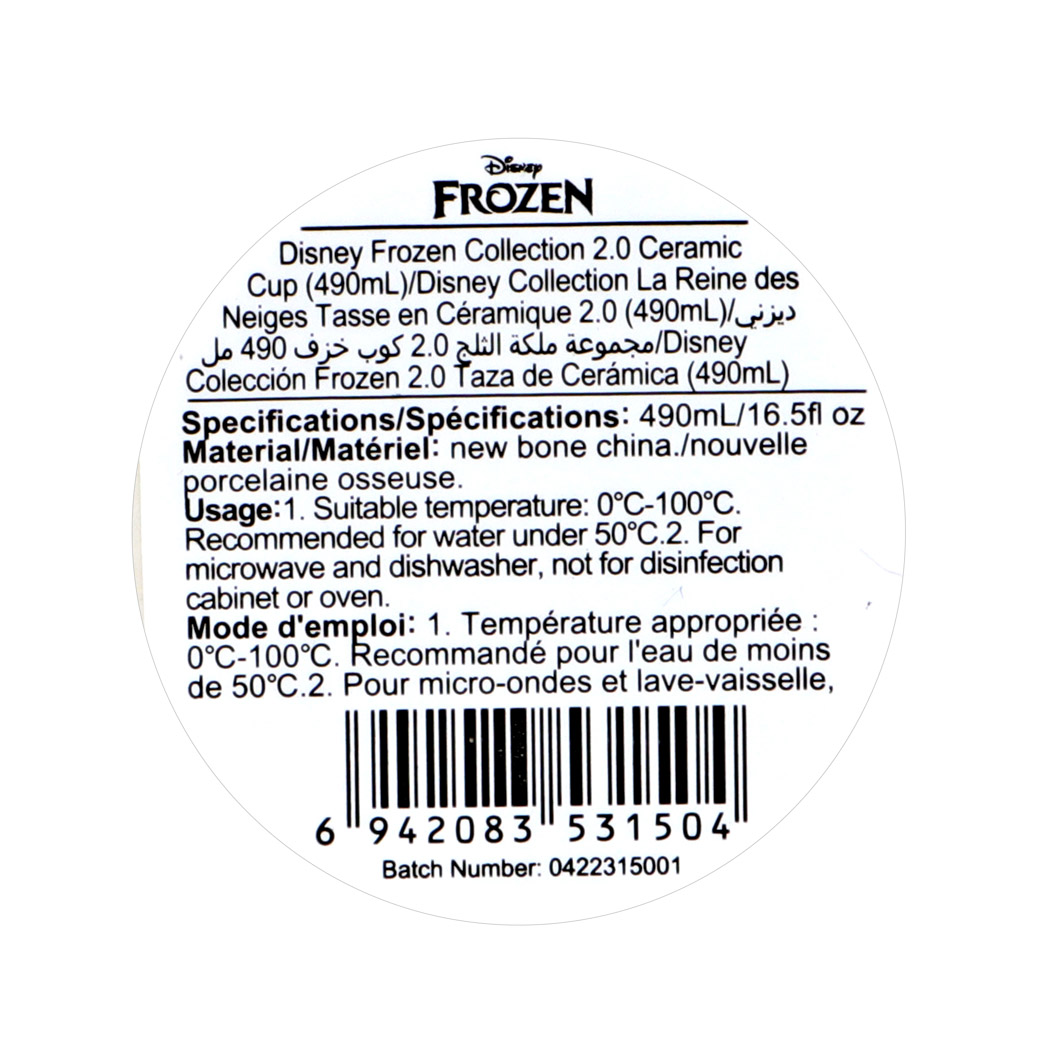 Disney
FROZEN
Disney Frozen Collection 2.0 Ceramic
Cup (490mL)/Disney Collection La Reine des
Neiges Tasse en Céramique 2.0 (490mL)/ديزني
مجموعة ملكة الثلج 2.0 كوب خزف 490 مل/Disney
Colección Frozen 2.0 Taza de Cerámica (490mL)
Specifications/Spécifications: 490mL/16.5fl oz
Material/Matériel: new bone china./nouvelle
porcelaine osseuse.
Usage:1. Suitable temperature: 0°C-100°C.
Recommended for water under 50°C.2. For
microwave and dishwasher, not for disinfection
cabinet or oven.
Mode d'emploi: 1. Température appropriée :
0°C-100°C. Recommandé pour l'eau de moins
de 50°C.2. Pour micro-ondes et lave-vaisselle,
6 942083 531504
Batch Number: 0422315001